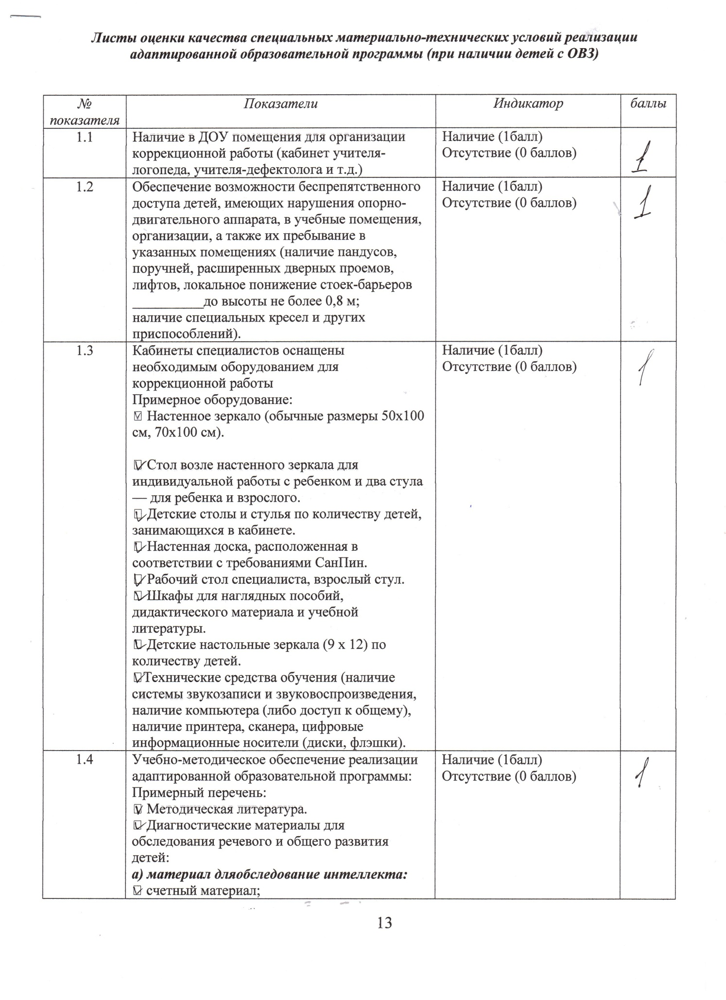 Листы оценки качества специальных материально-технических условий реализации
адаптированной образовательной программы (при наличии детей с ОВЗ)
№
показателя
Показатели
Индикатор
баллы
1.1
Наличие в ДОУ помещения для организации
коррекционной работы (кабинет учителя-
логопеда, учителя-дефектолога и т.д.)
Наличие (1балл)
Отсутствие (0 баллов)
1
1.2
Обеспечение возможности беспрепятственного
доступа детей, имеющих нарушения опорно-
двигательного аппарата, в учебные помещения,
организации, а также их пребывание в
указанных помещениях (наличие пандусов,
поручней, расширенных дверных проемов,
лифтов, локальное понижение стоек-барьеров
___________до высоты не более 0,8 м;
наличие специальных кресел и других
приспособлений).
Наличие (1балл)
Отсутствие (0 баллов)
1
1.3
Кабинеты специалистов оснащены
необходимым оборудованием для
коррекционной работы
Примерное оборудование:
☑ Настенное зеркало (обычные размеры 50х100
см, 70х100 см).
☑ Стол возле настенного зеркала для
индивидуальной работы с ребенком и два стула
— для ребенка и взрослого.
☑ Детские столы и стулья по количеству детей,
занимающихся в кабинете.
☑ Настенная доска, расположенная в
соответствии с требованиями СанПин.
☑ Рабочий стол специалиста, взрослый стул.
☑ Шкафы для наглядных пособий,
дидактического материала и учебной
литературы.
☑ Детские настольные зеркала (9 х 12) по
количеству детей.
☑ Технические средства обучения (наличие
системы звукозаписи и звуковоспроизведения,
наличие компьютера (либо доступ к общему),
наличие принтера, сканера, цифровые
информационные носители (диски, флэшки).
Наличие (1балл)
Отсутствие (0 баллов)
1
1.4
Учебно-методическое обеспечение реализации
адаптированной образовательной программы:
Примерный перечень:
☑ Методическая литература.
☑ Диагностические материалы для
обследования речевого и общего развития
детей:
а) материал дляобследование интеллекта:
☑ счетный материал;
Наличие (1балл)
Отсутствие (0 баллов)
1
13